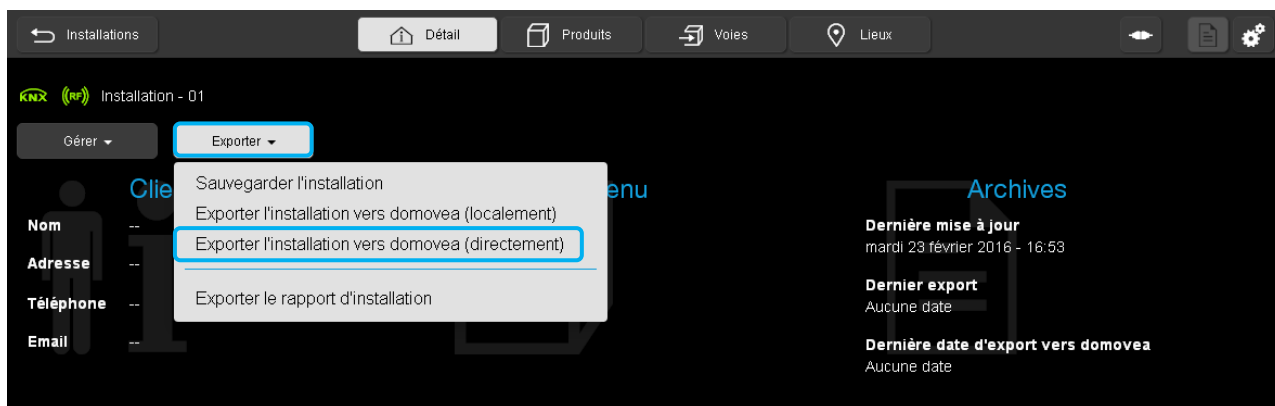 Installations
Détail
Produits
Voies
Lieux
KNX ((RF)) Installation - 01
Gérer
Exporter
Sauvegarder l'installation
Exporter l'installation vers domovea (localement)
Exporter l'installation vers domovea (directement)
Exporter le rapport d'installation
Clie
Nom --
Adresse --
Téléphone --
Email --
enu
Archives
Dernière mise à jour
mardi 23 février 2016 - 16:53
Dernier export
Aucune date
Dernière date d'export vers domovea
Aucune date